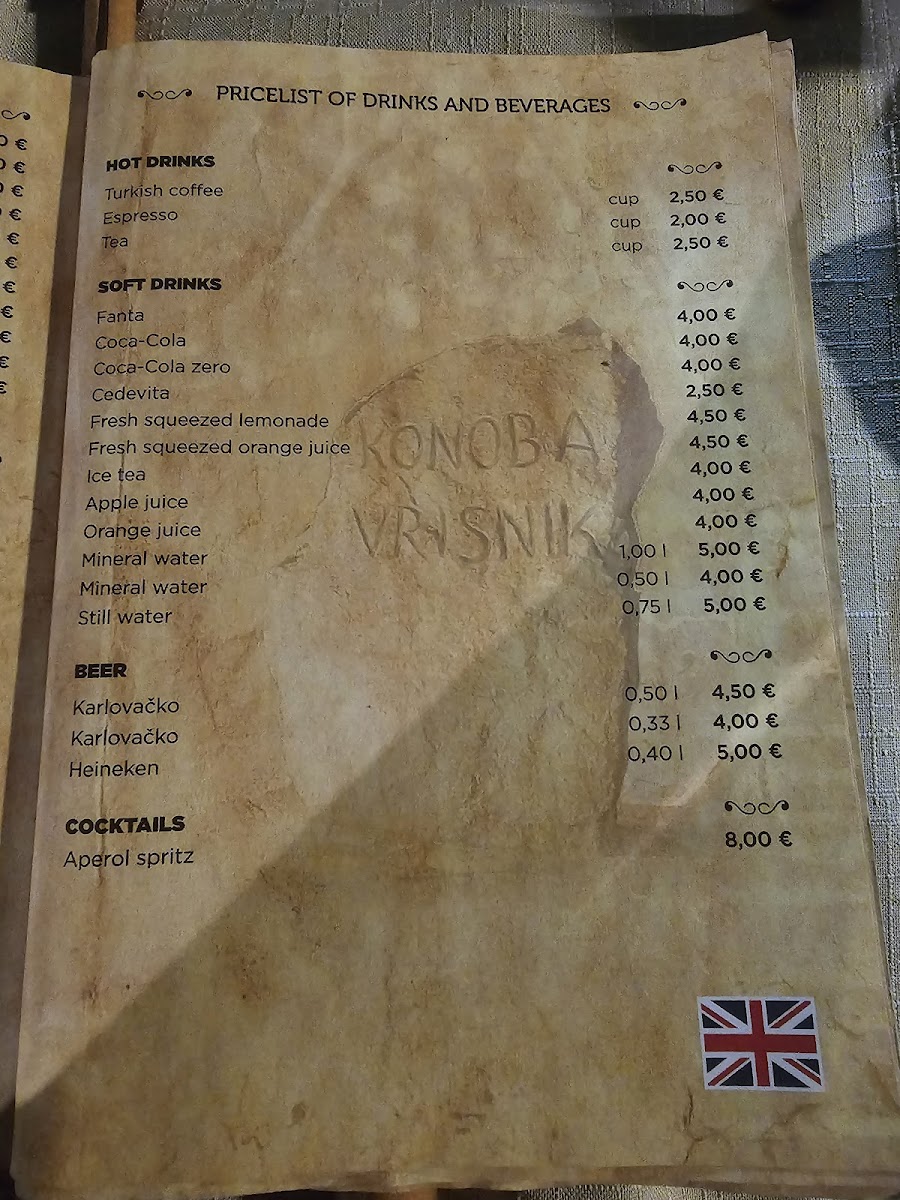 PRICELIST OF DRINKS AND BEVERAGES
HOT DRINKS
Turkish coffee cup 2,50 €
Espresso cup 2,00 €
Tea cup 2,50 €
SOFT DRINKS
Fanta 4,00 €
Coca-Cola 4,00 €
Coca-Cola zero 4,00 €
Cedevita 2,50 €
Fresh squeezed lemonade 4,50 €
Fresh squeezed orange juice 4,50 €
Ice tea 4,00 €
Apple juice 4,00 €
Orange juice 4,00 €
Mineral water 1,00 l 5,00 €
Mineral water 0,50 l 4,00 €
Still water 0,75 l 5,00 €
BEER
Karlovačko 0,50 l 4,50 €
Karlovačko 0,33 l 4,00 €
Heineken 0,40 l 5,00 €
COCKTAILS
Aperol spritz 8,00 €
KONOBA
VRISNIK